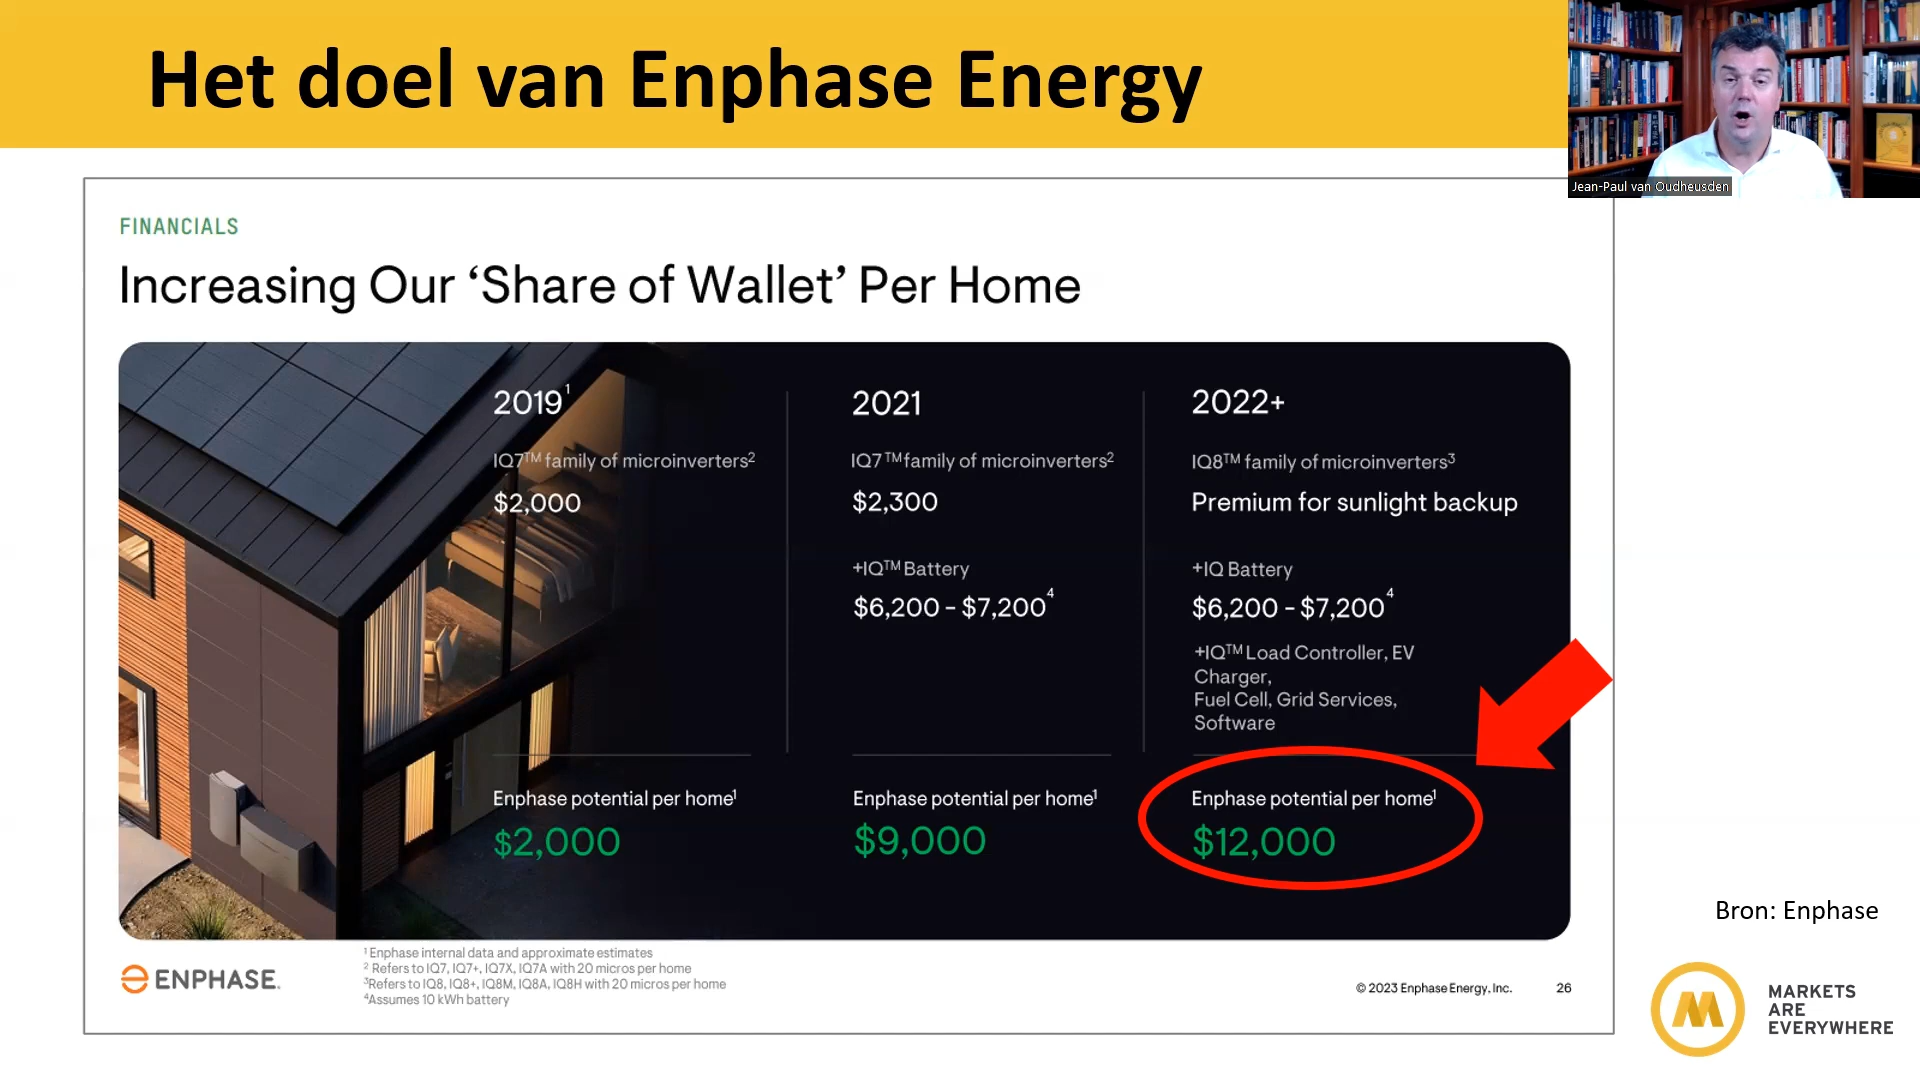 Het doel van Enphase Energy
Jean-Paul van Oudheusden
FINANCIALS
Increasing Our ‘Share of Wallet’ Per Home
2019¹
IQ7™ family of microinverters²
$2,000
Enphase potential per home¹
$2,000
2021
IQ7™ family of microinverters²
$2,300
+IQ™ Battery
$6,200 - $7,200⁴
Enphase potential per home¹
$9,000
2022+
IQ8™ family of microinverters³
Premium for sunlight backup
+IQ Battery
$6,200 - $7,200⁴
+IQ™ Load Controller, EV
Charger,
Fuel Cell, Grid Services,
Software
Enphase potential per home¹
$12,000
¹ Enphase internal data and approximate estimates
² Refers to IQ7, IQ7+, IQ7X, IQ7A with 20 micros per home
³Refers to IQ8, IQ8+, IQ8M, IQ8A, IQ8H with 20 micros per home
⁴Assumes 10 kWh battery
ENPHASE.
© 2023 Enphase Energy, Inc.
26
Bron: Enphase
MARKETS
ARE
EVERYWHERE